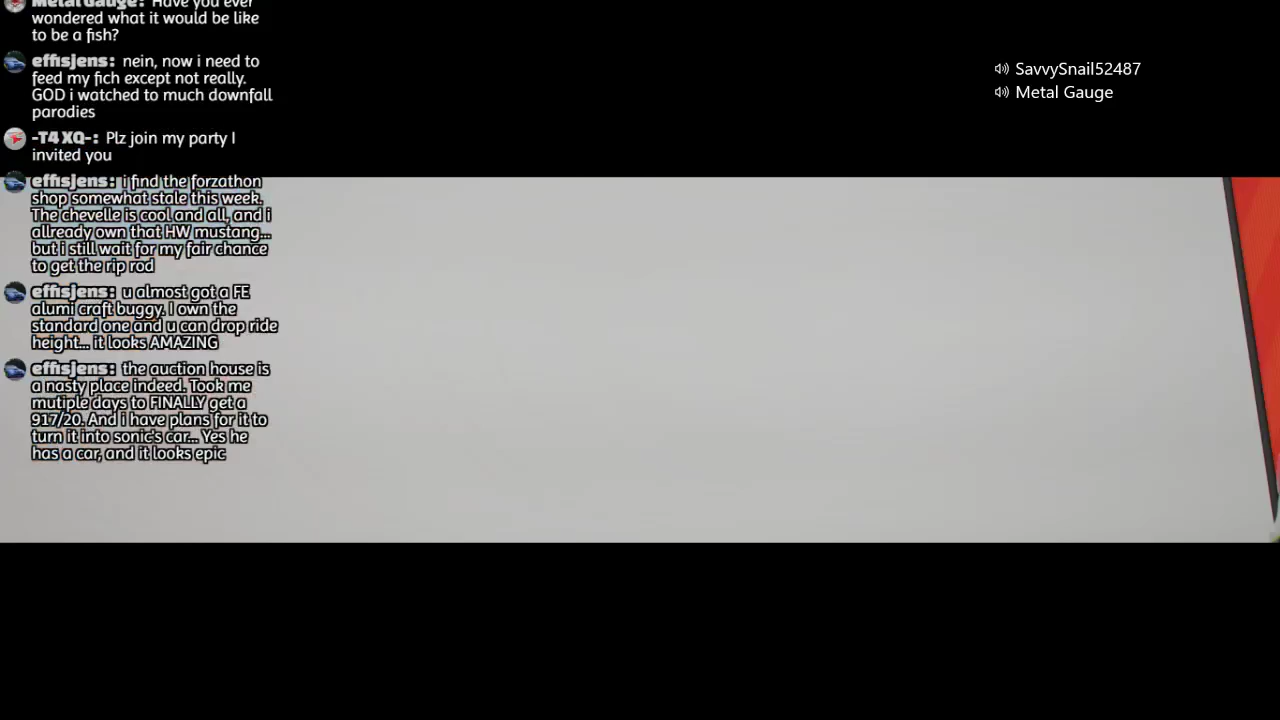 Metal Gauge: Have you ever
wondered what it would be like
to be a fish?
effisjens: nein, now i need to
feed my fich except not really.
GOD i watched to much downfall
parodies
-T4 XQ-: Plz join my party I
invited you
effisjens: i find the forzathon
shop somewhat stale this week.
The chevelle is cool and all, and i
allready own that HW mustang...
but i still wait for my fair chance
to get the rip rod
effisjens: u almost got a FE
alumi craft buggy. I own the
standard one and u can drop ride
height... it looks AMAZING
effisjens: the auction house is
a nasty place indeed. Took me
mutiple days to FINALLY get a
917/20. And i have plans for it to
turn it into sonic's car... Yes he
has a car, and it looks epic
SavvySnail52487
Metal Gauge